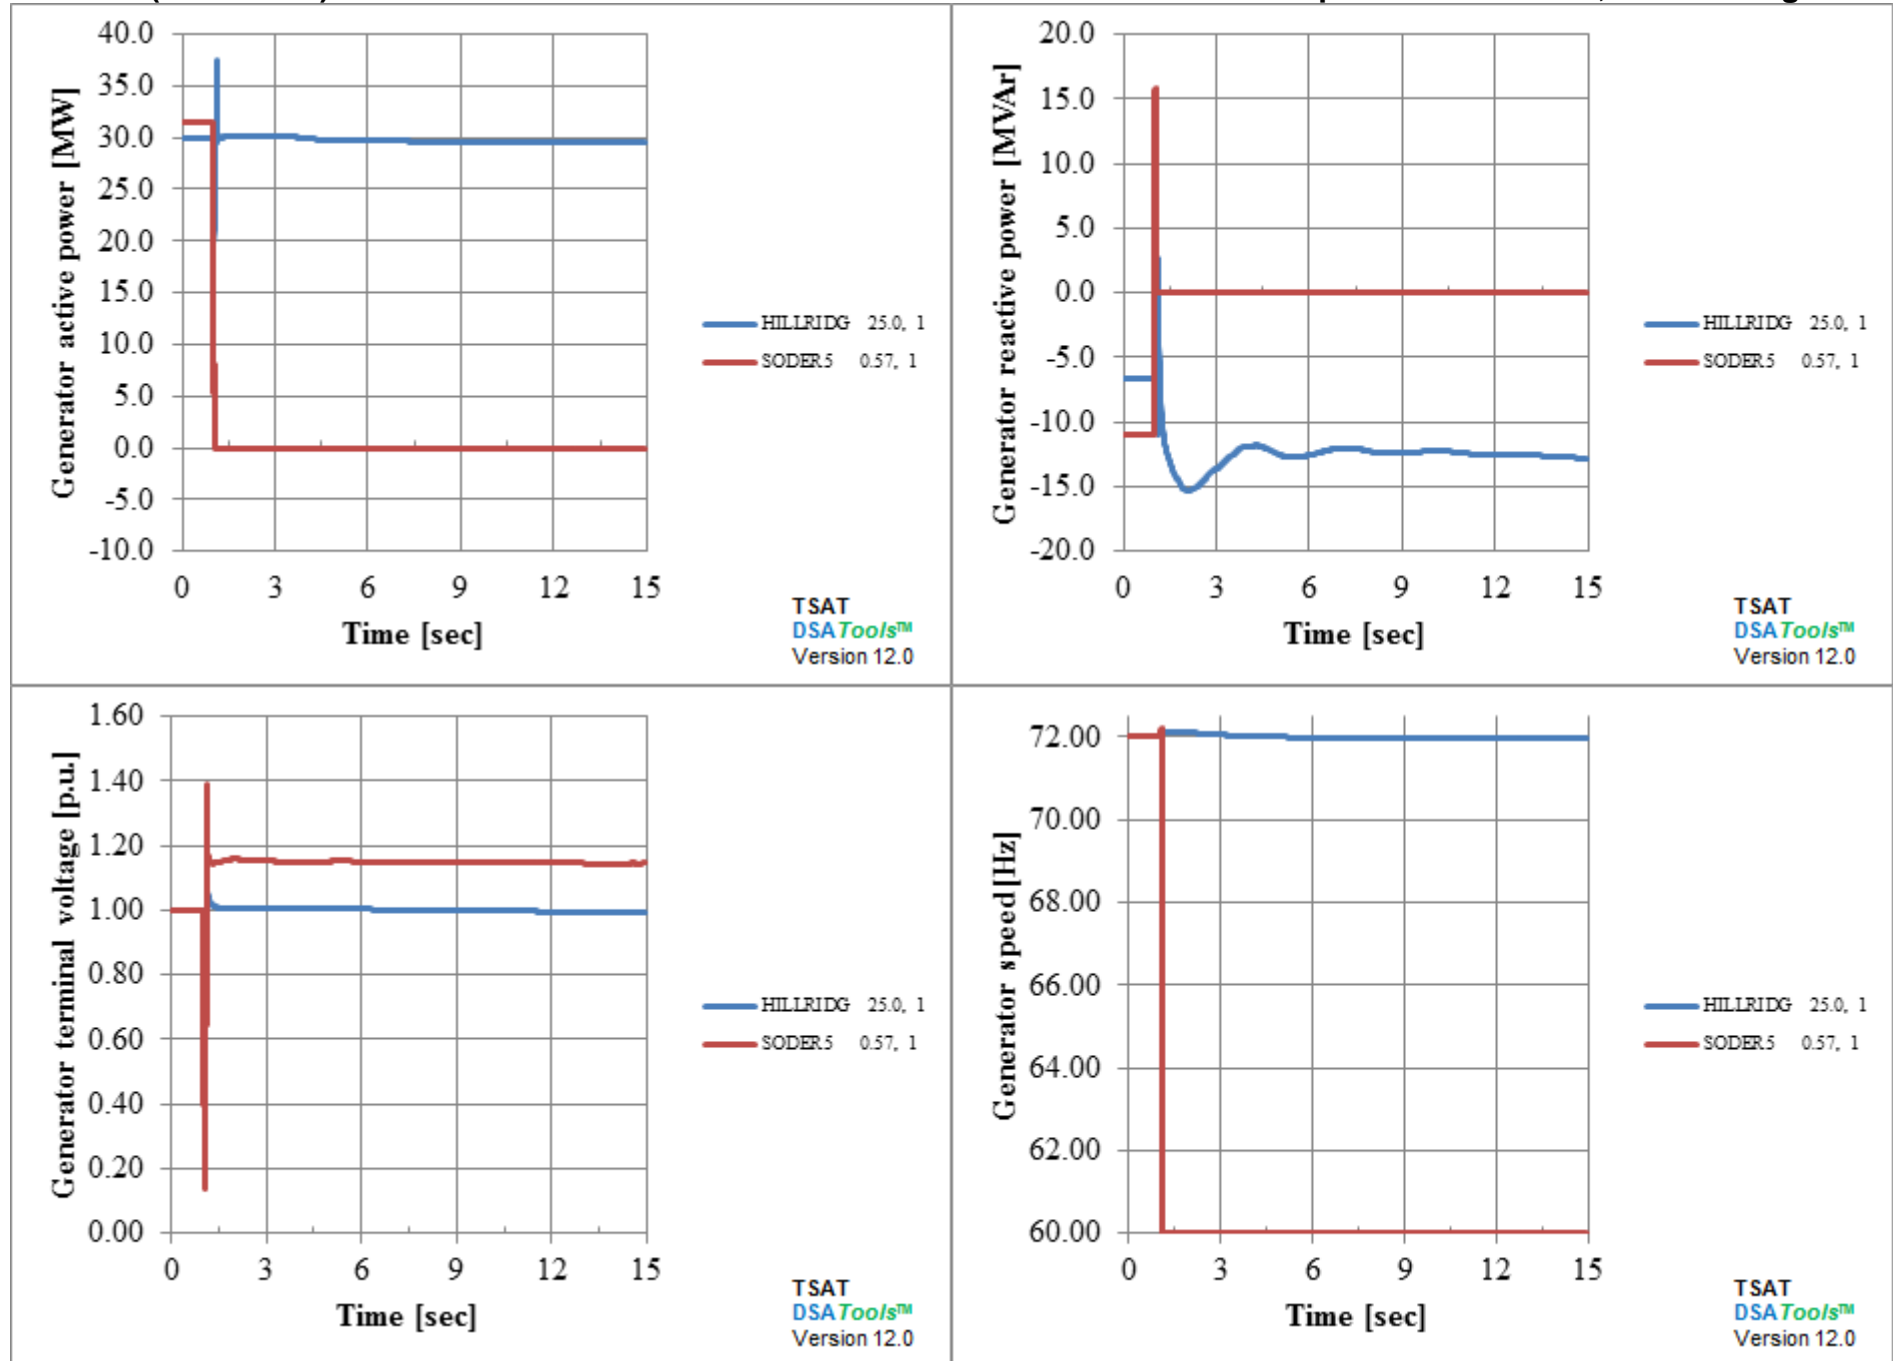 Generator active power [MW]
40.0
35.0
30.0
25.0
20.0
15.0
10.0
5.0
0.0
-5.0
-10.0
0 3 6 9 12 15
Time [sec]
HILLRIDG 25.0, 1
SODER5 0.57, 1
TSAT
DSATools™
Version 12.0
Generator reactive power [MVAr]
20.0
15.0
10.0
5.0
0.0
-5.0
-10.0
-15.0
-20.0
0 3 6 9 12 15
Time [sec]
HILLRIDG 25.0, 1
SODER5 0.57, 1
TSAT
DSATools™
Version 12.0
Generator terminal voltage [p.u.]
1.60
1.40
1.20
1.00
0.80
0.60
0.40
0.20
0.00
0 3 6 9 12 15
Time [sec]
HILLRIDG 25.0, 1
SODER5 0.57, 1
TSAT
DSATools™
Version 12.0
Generator speed[Hz]
72.00
70.00
68.00
66.00
64.00
62.00
60.00
0 3 6 9 12 15
Time [sec]
HILLRIDG 25.0, 1
SODER5 0.57, 1
TSAT
DSATools™
Version 12.0